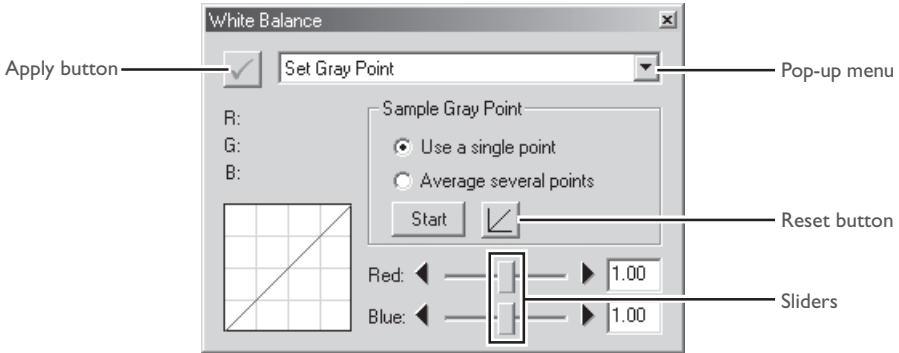 White Balance
Apply button
Set Gray Point
Pop-up menu
R:
G:
B:
Sample Gray Point
Use a single point
Average several points
Start
Reset button
Red: 1.00
Sliders
Blue: 1.00